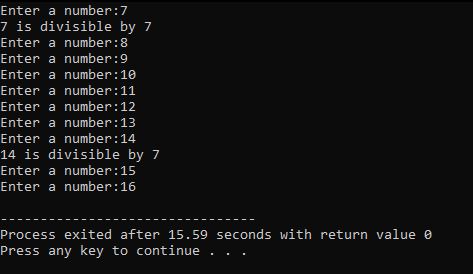 Enter a number:7
7 is divisible by 7
Enter a number:8
Enter a number:9
Enter a number:10
Enter a number:11
Enter a number:12
Enter a number:13
Enter a number:14
14 is divisible by 7
Enter a number:15
Enter a number:16
--------------------------------
Process exited after 15.59 seconds with return value 0
Press any key to continue . . .